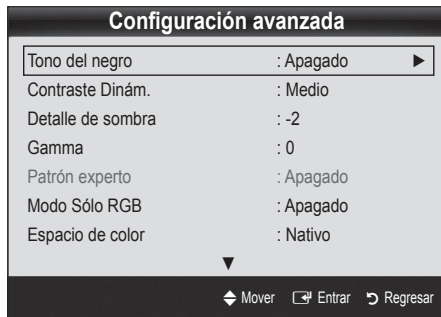 Configuración avanzada
Tono del negro : Apagado ▶
Contraste Dinám. : Medio
Detalle de sombra : -2
Gamma : 0
Patrón experto : Apagado
Modo Sólo RGB : Apagado
Espacio de color : Nativo
▼
Mover Entrar Regresar